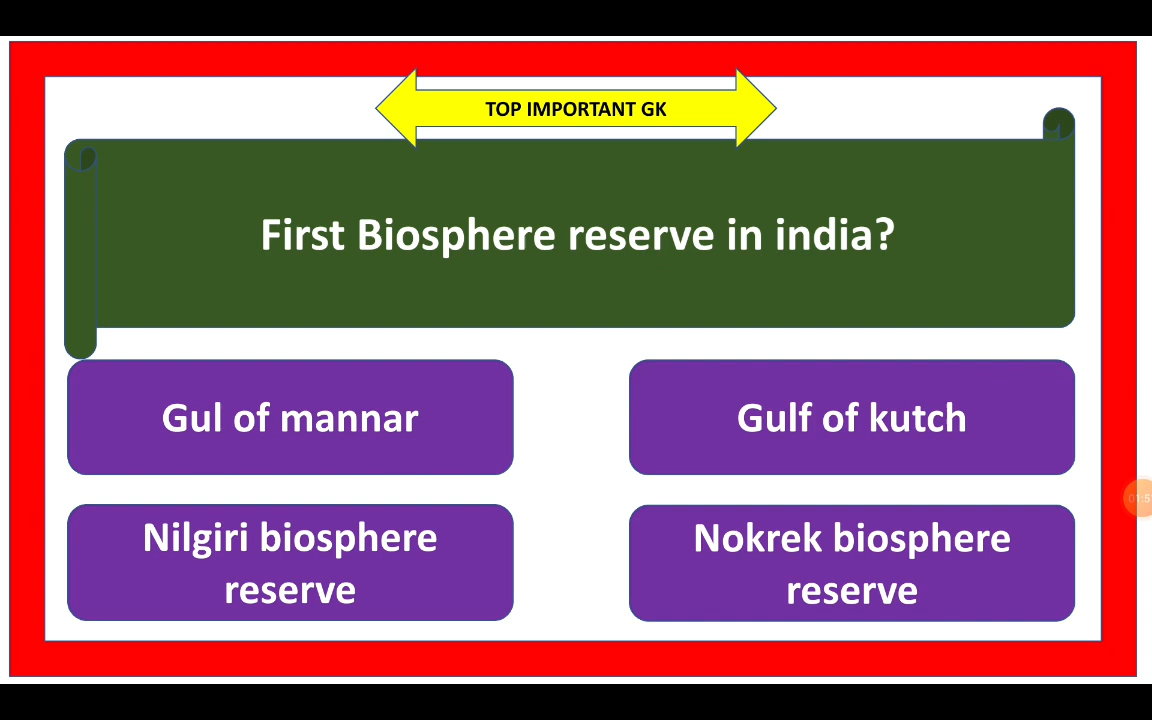 TOP IMPORTANT GK
First Biosphere reserve in india?
Gul of mannar
Gulf of kutch
Nilgiri biosphere
reserve
Nokrek biosphere
reserve